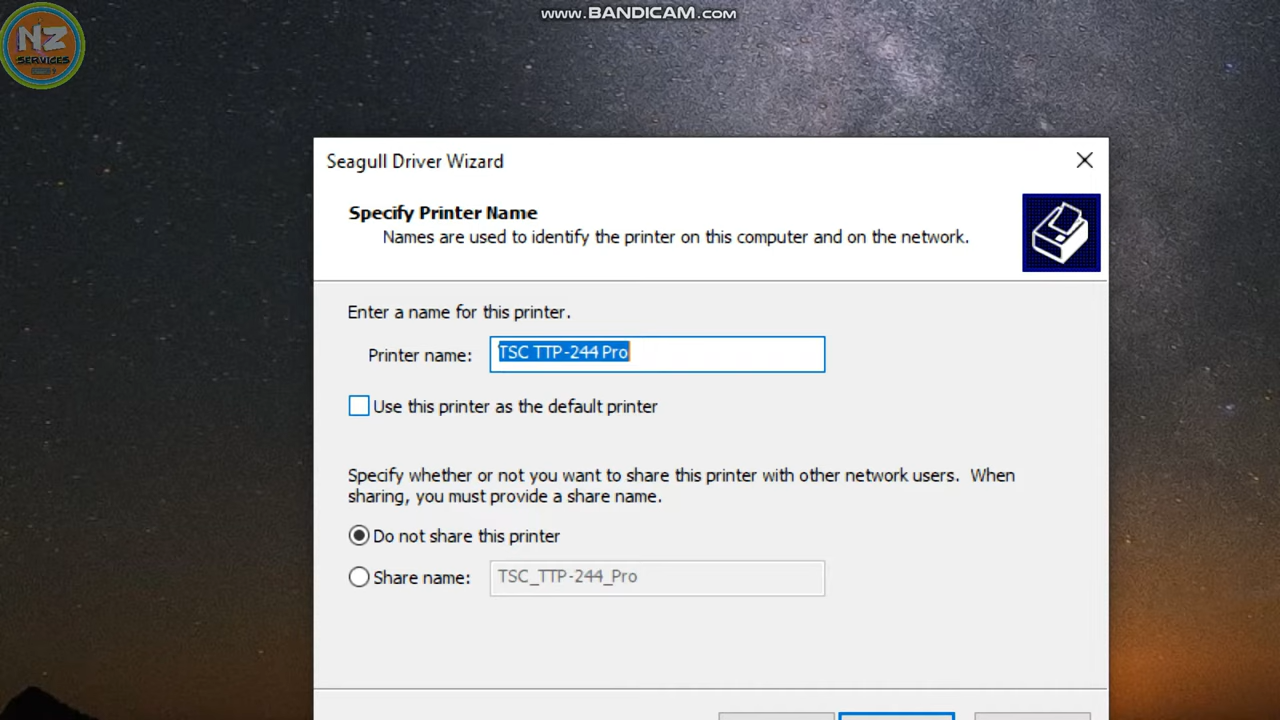 www.BANDICAM.com
NZ
SERVICES
Seagull Driver Wizard
Specify Printer Name
Names are used to identify the printer on this computer and on the network.
Enter a name for this printer.
Printer name: TSC TTP-244 Pro
Use this printer as the default printer
Specify whether or not you want to share this printer with other network users. When
sharing, you must provide a share name.
Do not share this printer
Share name: TSC_TTP-244_Pro